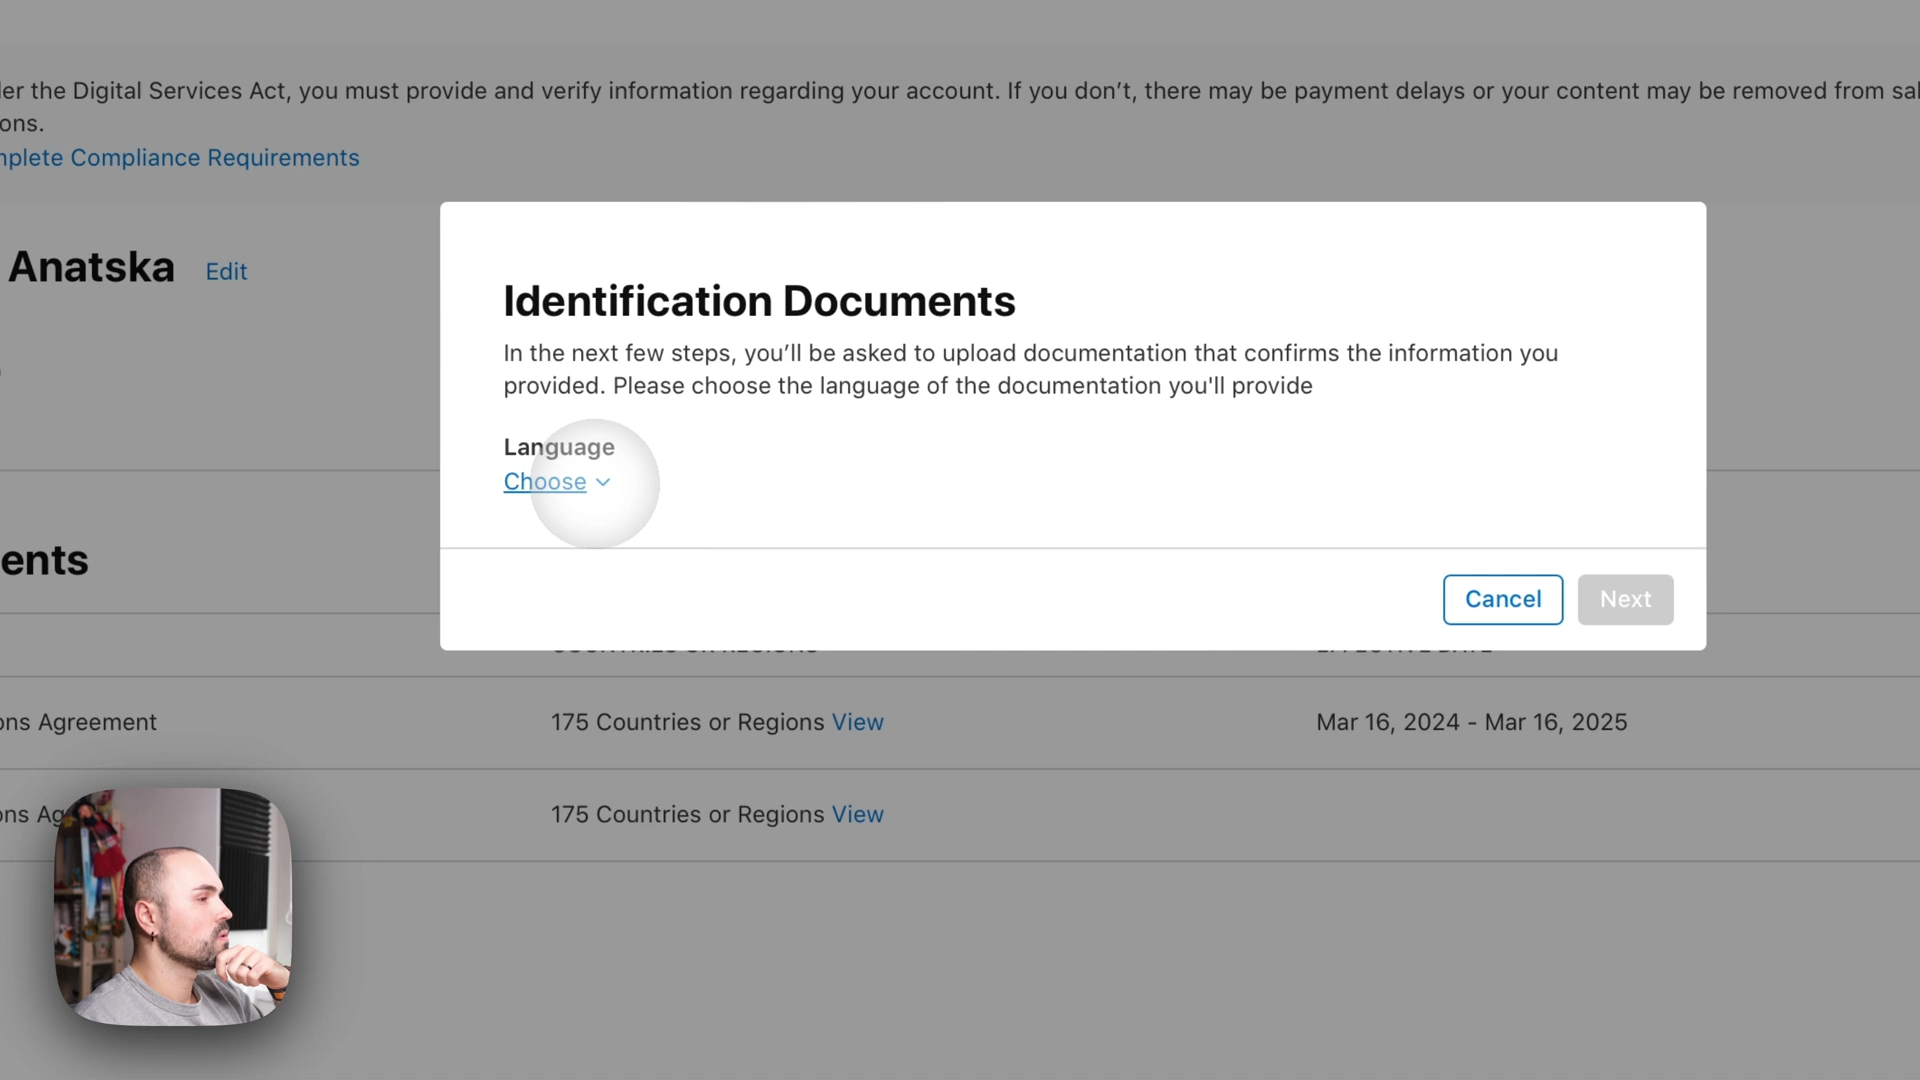 er the Digital Services Act, you must provide and verify information regarding your account. If you don’t, there may be payment delays or your content may be removed from sal
ons.
plete Compliance Requirements
Anatska Edit
Identification Documents
In the next few steps, you’ll be asked to upload documentation that confirms the information you
provided. Please choose the language of the documentation you'll provide
Language
Choose
ents
Cancel Next
COUNTRIES OR REGIONS EFFECTIVE DATE
ons Agreement 175 Countries or Regions View Mar 16, 2024 - Mar 16, 2025
ons Ag 175 Countries or Regions View